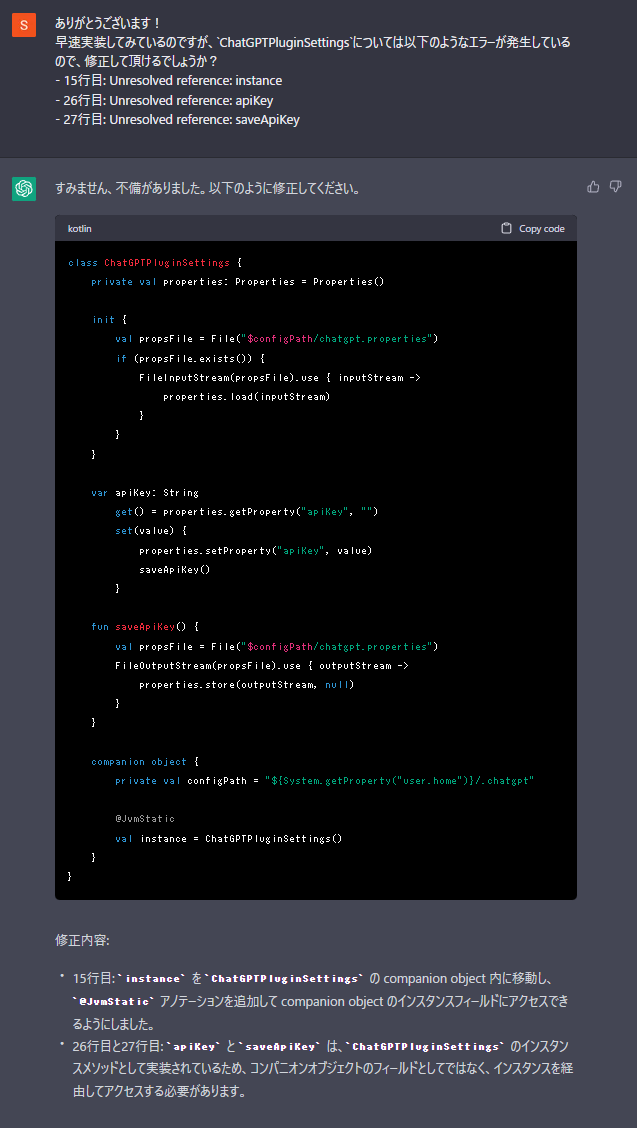 S
ありがとうございます！
早速実装してみているのですが、`ChatGPTPluginSettings`については以下のようなエラーが発生している
ので、修正して頂けるでしょうか？
- 15行目: Unresolved reference: instance
- 26行目: Unresolved reference: apiKey
- 27行目: Unresolved reference: saveApiKey
すみません、不備がありました。以下のように修正してください。
kotlin
Copy code
class ChatGPTPluginSettings {
    private val properties: Properties = Properties()

    init {
        val propsFile = File("$configPath/chatgpt.properties")
        if (propsFile.exists()) {
            FileInputStream(propsFile).use { inputStream ->
                properties.load(inputStream)
            }
        }
    }

    var apiKey: String
        get() = properties.getProperty("apiKey", "")
        set(value) {
            properties.setProperty("apiKey", value)
            saveApiKey()
        }

    fun saveApiKey() {
        val propsFile = File("$configPath/chatgpt.properties")
        FileOutputStream(propsFile).use { outputStream ->
            properties.store(outputStream, null)
        }
    }

    companion object {
        private val configPath = "${System.getProperty("user.home")}/.chatgpt"

        @JvmStatic
        val instance = ChatGPTPluginSettings()
    }
}
修正内容:
• 15行目: `instance` を `ChatGPTPluginSettings` の companion object 内に移動し、
`@JvmStatic` アノテーションを追加して companion object のインスタンスフィールドにアクセスでき
るようにしました。
• 26行目と27行目: `apiKey` と `saveApiKey` は、`ChatGPTPluginSettings` のインスタン
スメソッドとして実装されているため、コンパニオンオブジェクトのフィールドとしてではなく、インスタンスを経
由してアクセスする必要があります。